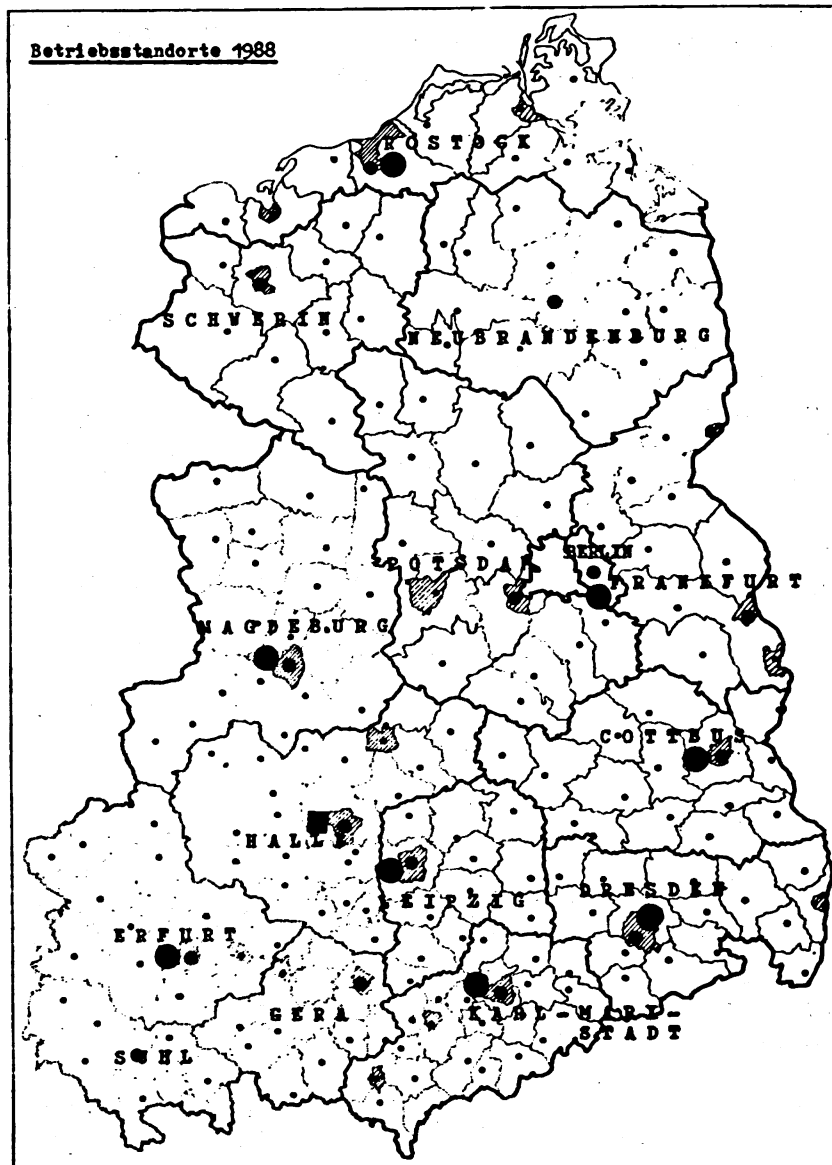 Betriebsstandorte 1988
ROSTOCK
SCHWERIN
NEUBRANDENBURG
BERLIN
POTSDAM
FRANKFURT
MAGDEBURG
COTTBUS
HALLE
LEIPZIG
DRESDEN
ERFURT
GERA
KARL-MARX-
STADT
SUHL